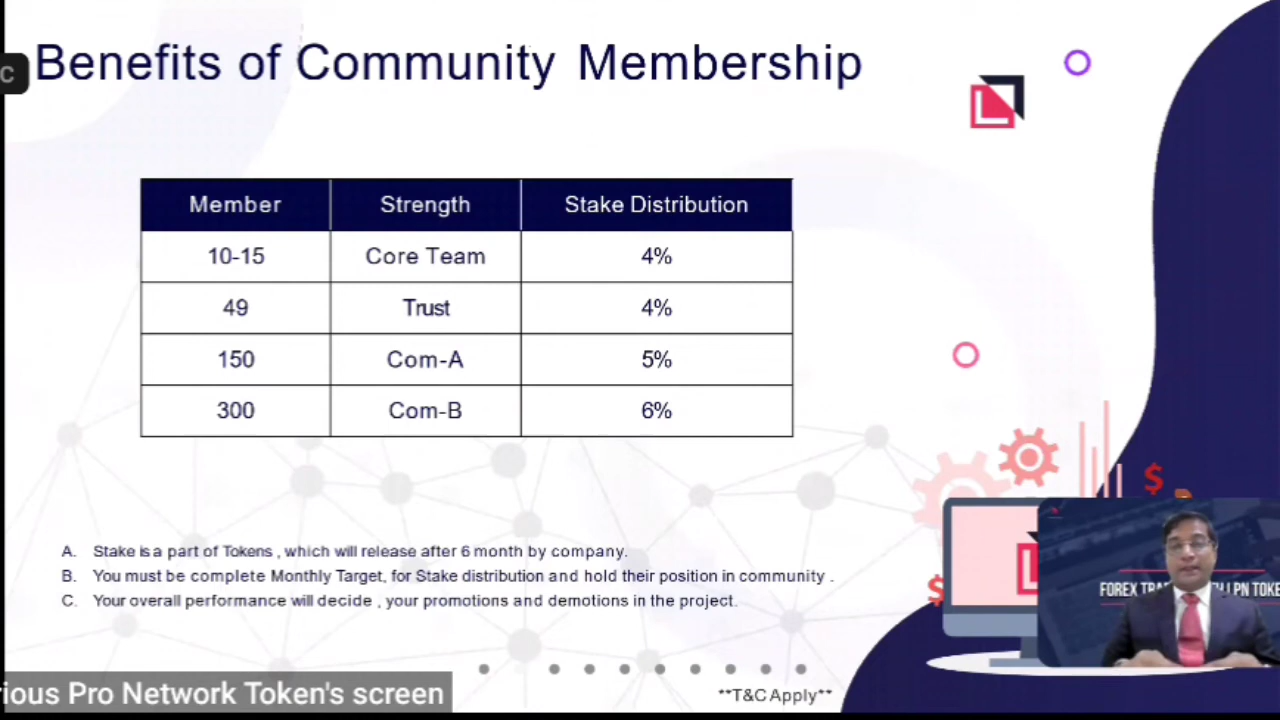 Benefits of Community Membership
C
Member Strength Stake Distribution
10-15 Core Team 4%
49 Trust 4%
150 Com-A 5%
300 Com-B 6%
A. Stake is a part of Tokens , which will release after 6 month by company.
B. You must be complete Monthly Target, for Stake distribution and hold their position in community .
C. Your overall performance will decide , your promotions and demotions in the project.
FOREX LPN TOKE
rious Pro Network Token's screen
**T&C Apply**